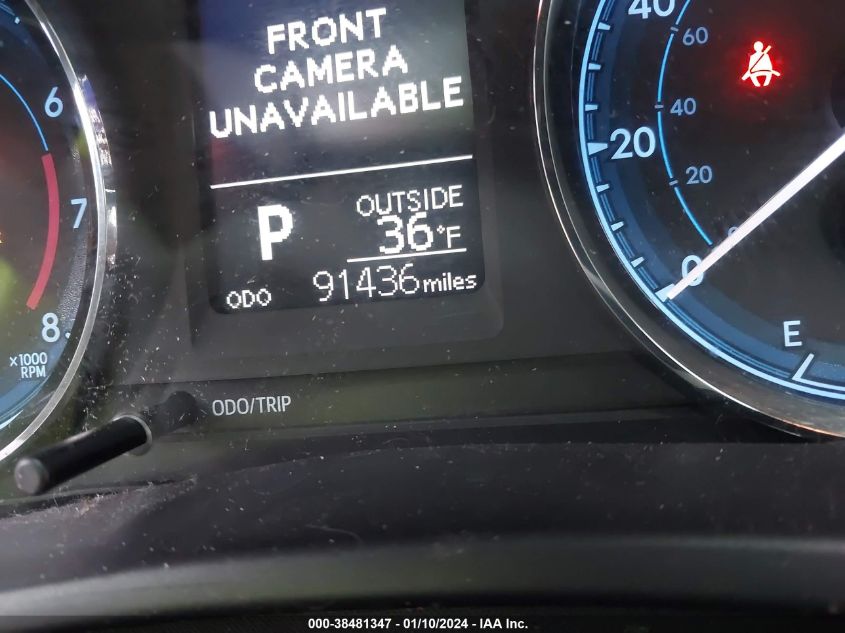 FRONT
CAMERA
UNAVAILABLE
P
OUTSIDE
36°F
ODO 91436 miles
ODO/TRIP
6
7
8
×1000
RPM
40
60
40
20
20
0
E
000-38481347 - 01/10/2024 - IAA Inc.